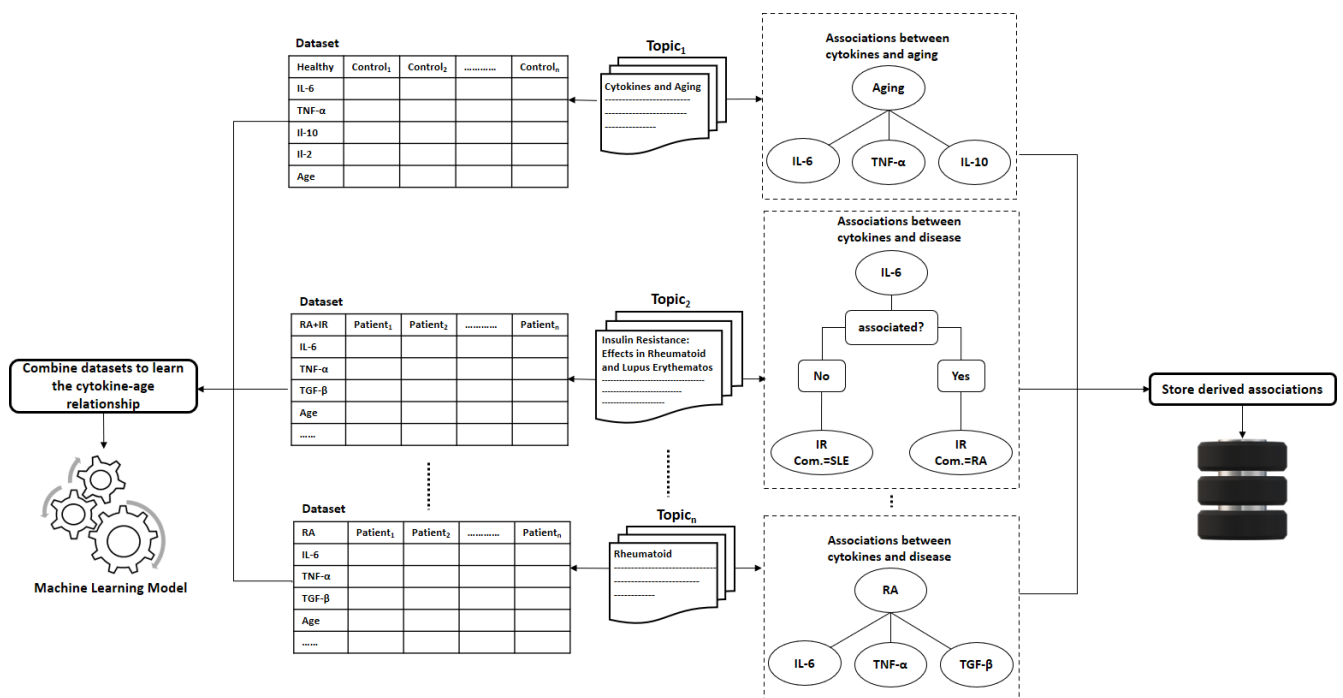 Dataset
Healthy Control₁ Control₂ ………… Controlₙ
IL-6
TNF-α
Il-10
Il-2
Age
Topic₁
Cytokines and Aging
Associations between
cytokines and aging
Aging
IL-6 TNF-α IL-10
Dataset
RA+IR Patient₁ Patient₂ ………… Patientₙ
IL-6
TNF-α
TGF-β
Age
……
Topic₂
Insulin Resistance:
Effects in Rheumatoid
and Lupus Erythematos
Associations between
cytokines and disease
IL-6
associated?
No Yes
IR
Com.=SLE
IR
Com.=RA
Combine datasets to learn
the cytokine-age
relationship
Machine Learning Model
Store derived associations
Dataset
RA Patient₁ Patient₂ ………… Patientₙ
IL-6
TNF-α
TGF-β
Age
……
Topicₙ
Rheumatoid
Associations between
cytokines and disease
RA
IL-6 TNF-α TGF-β